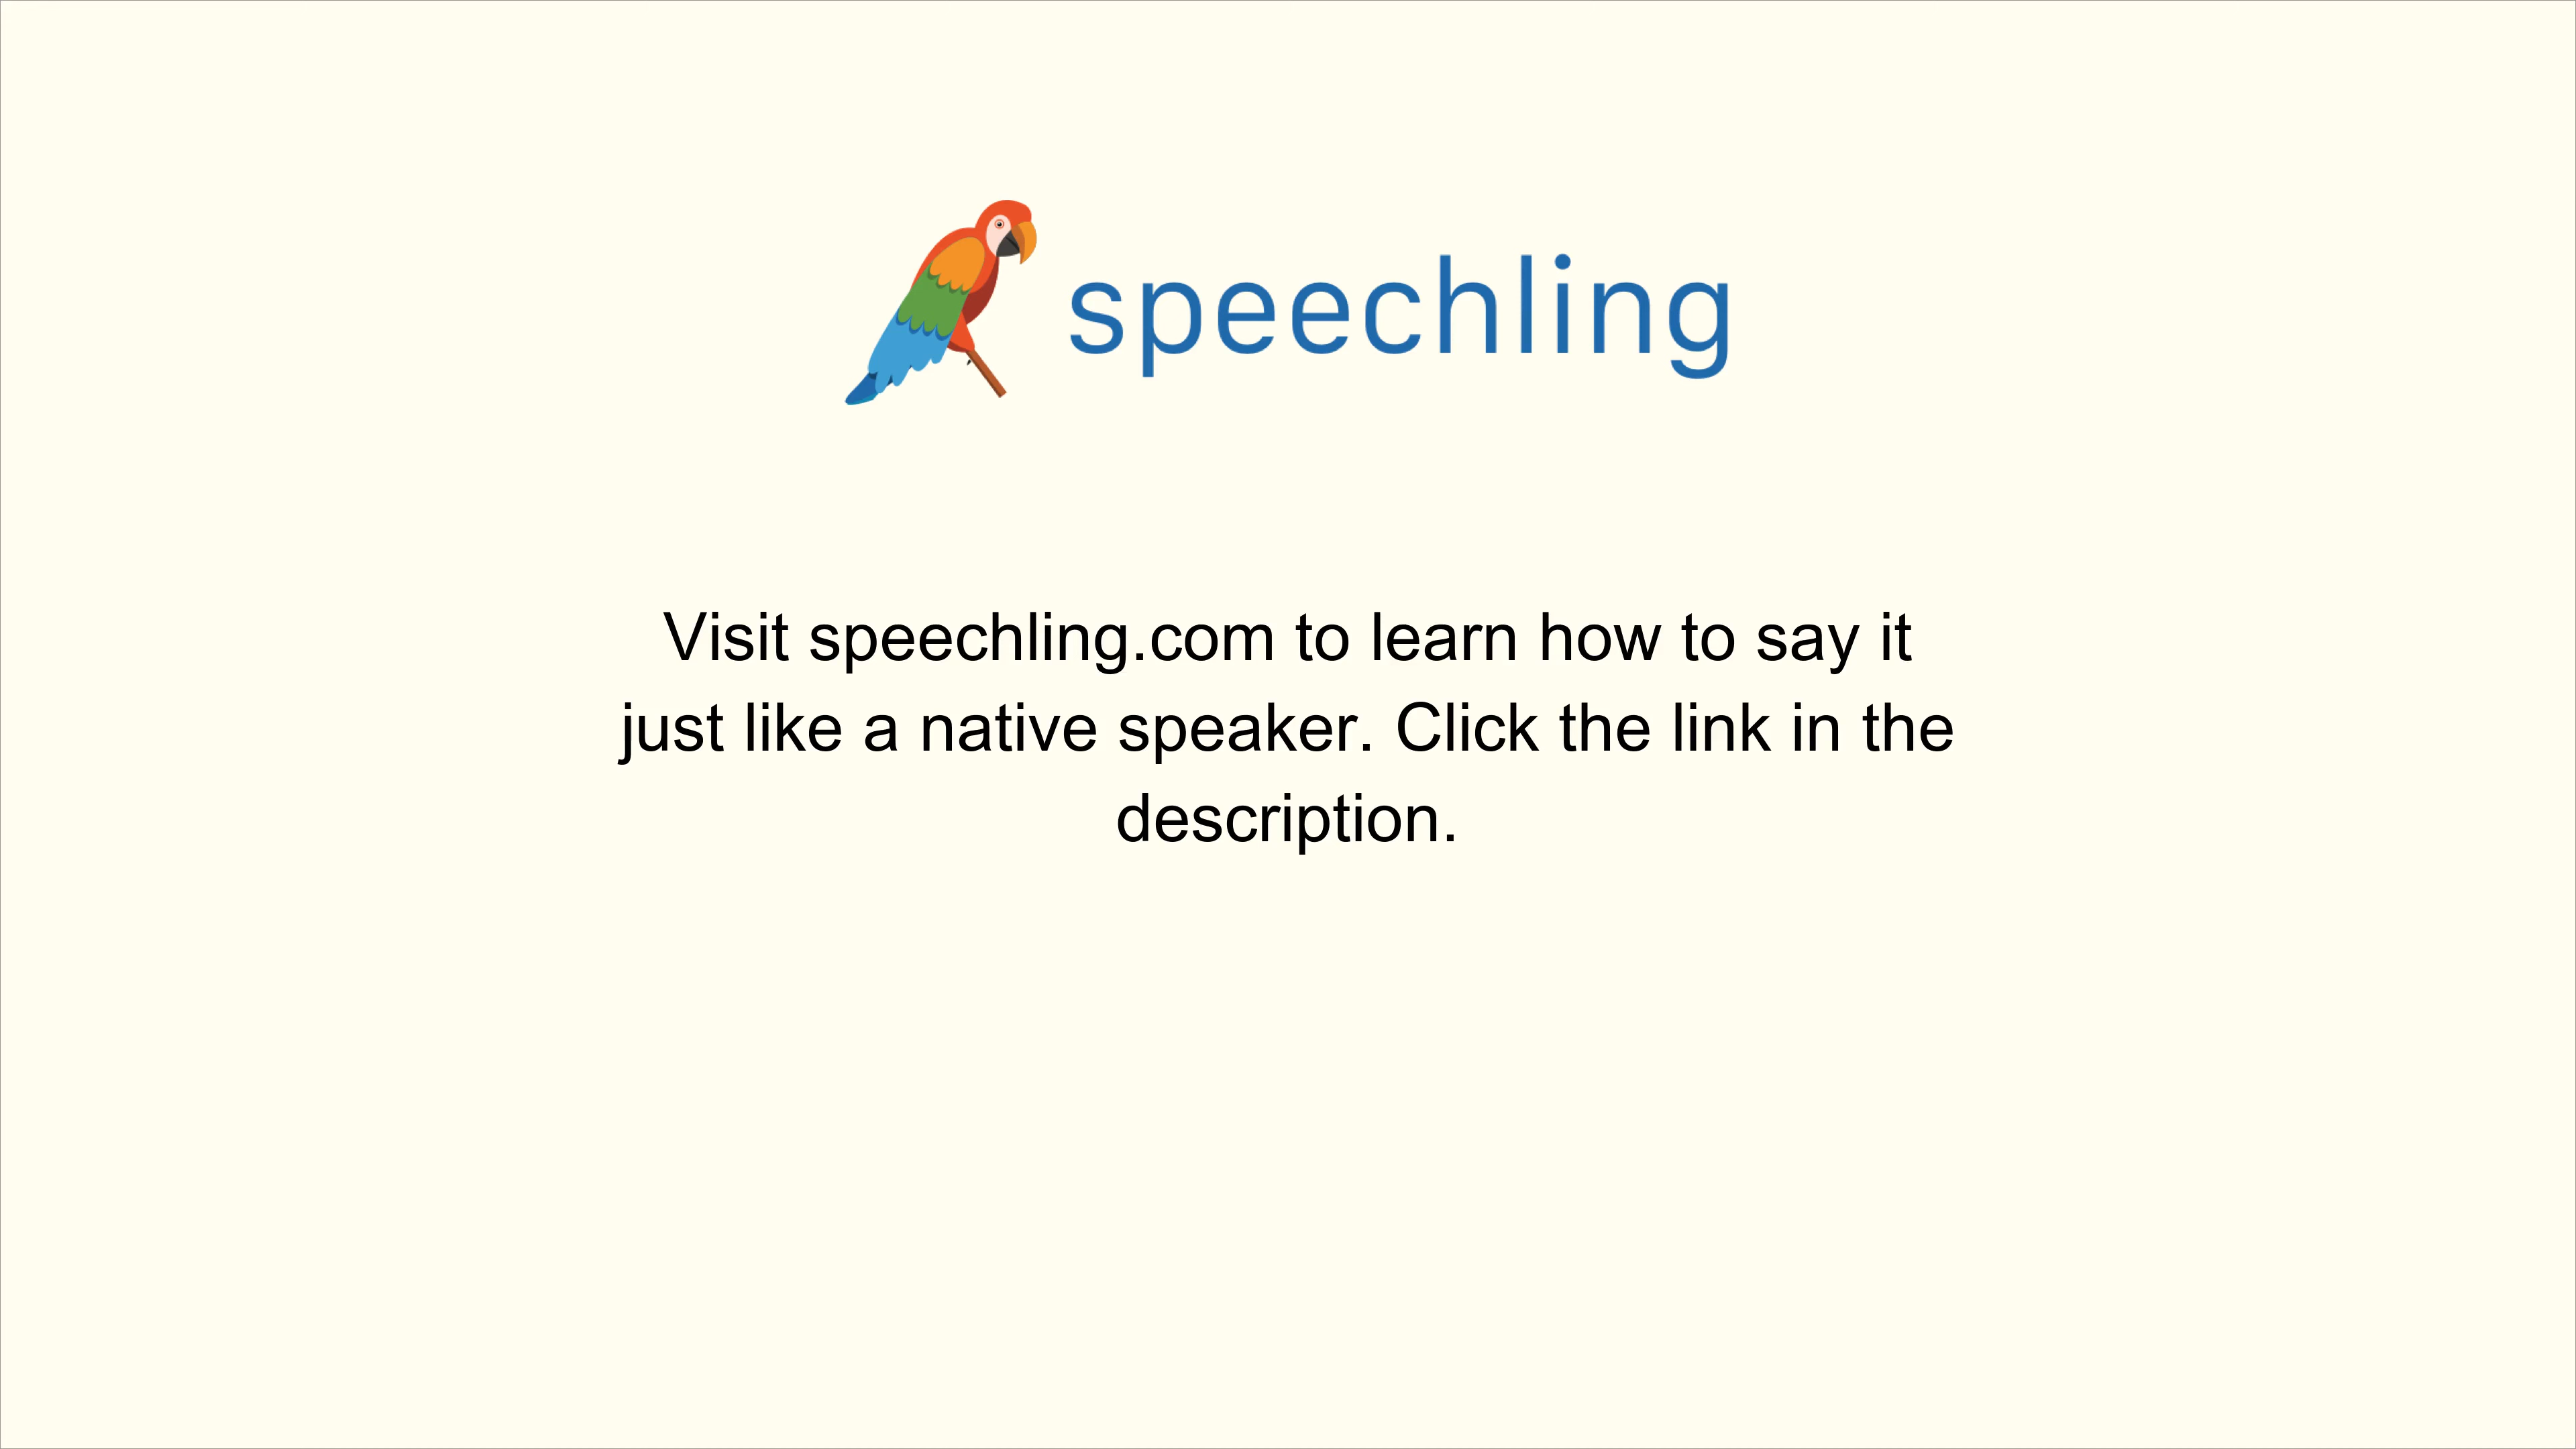 speechling
Visit speechling.com to learn how to say it
just like a native speaker. Click the link in the
description.